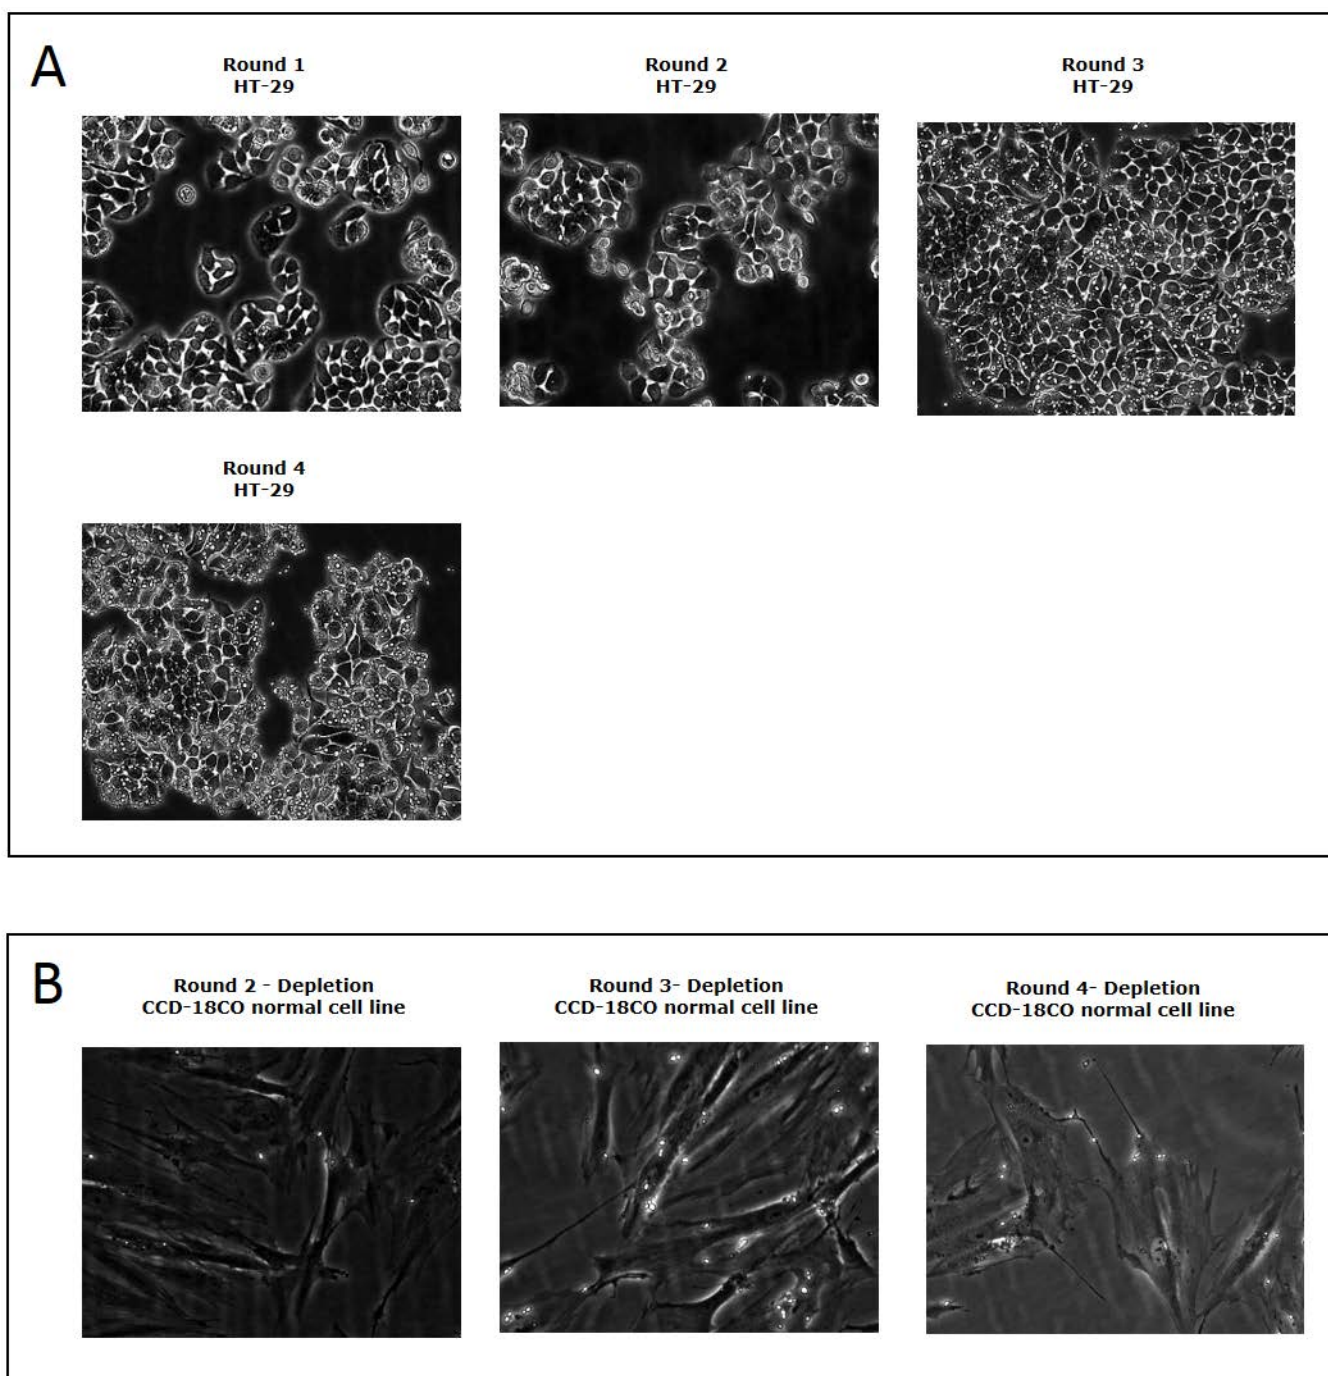 A
Round 1
HT-29
Round 2
HT-29
Round 3
HT-29
Round 4
HT-29
B
Round 2 - Depletion
CCD-18CO normal cell line
Round 3- Depletion
CCD-18CO normal cell line
Round 4- Depletion
CCD-18CO normal cell line